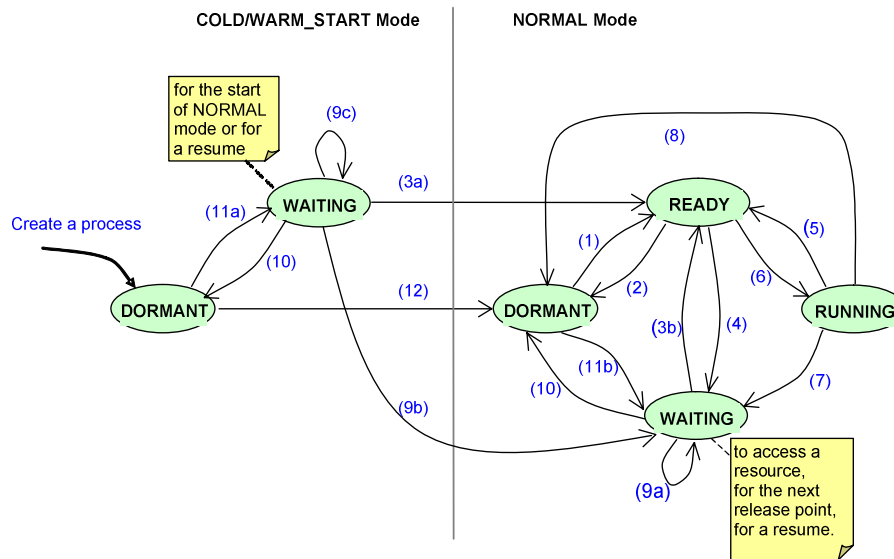 COLD/WARM_START Mode
NORMAL Mode
for the start
of NORMAL
mode or for
a resume
(9c)
(8)
(3a)
WAITING
READY
(11a)
Create a process
(1)
(5)
(10)
(2)
(6)
(12)
DORMANT
DORMANT
RUNNING
(3b)
(4)
(11b)
(10)
(7)
(9b)
WAITING
(9a)
to access a
resource,
for the next
release point,
for a resume.